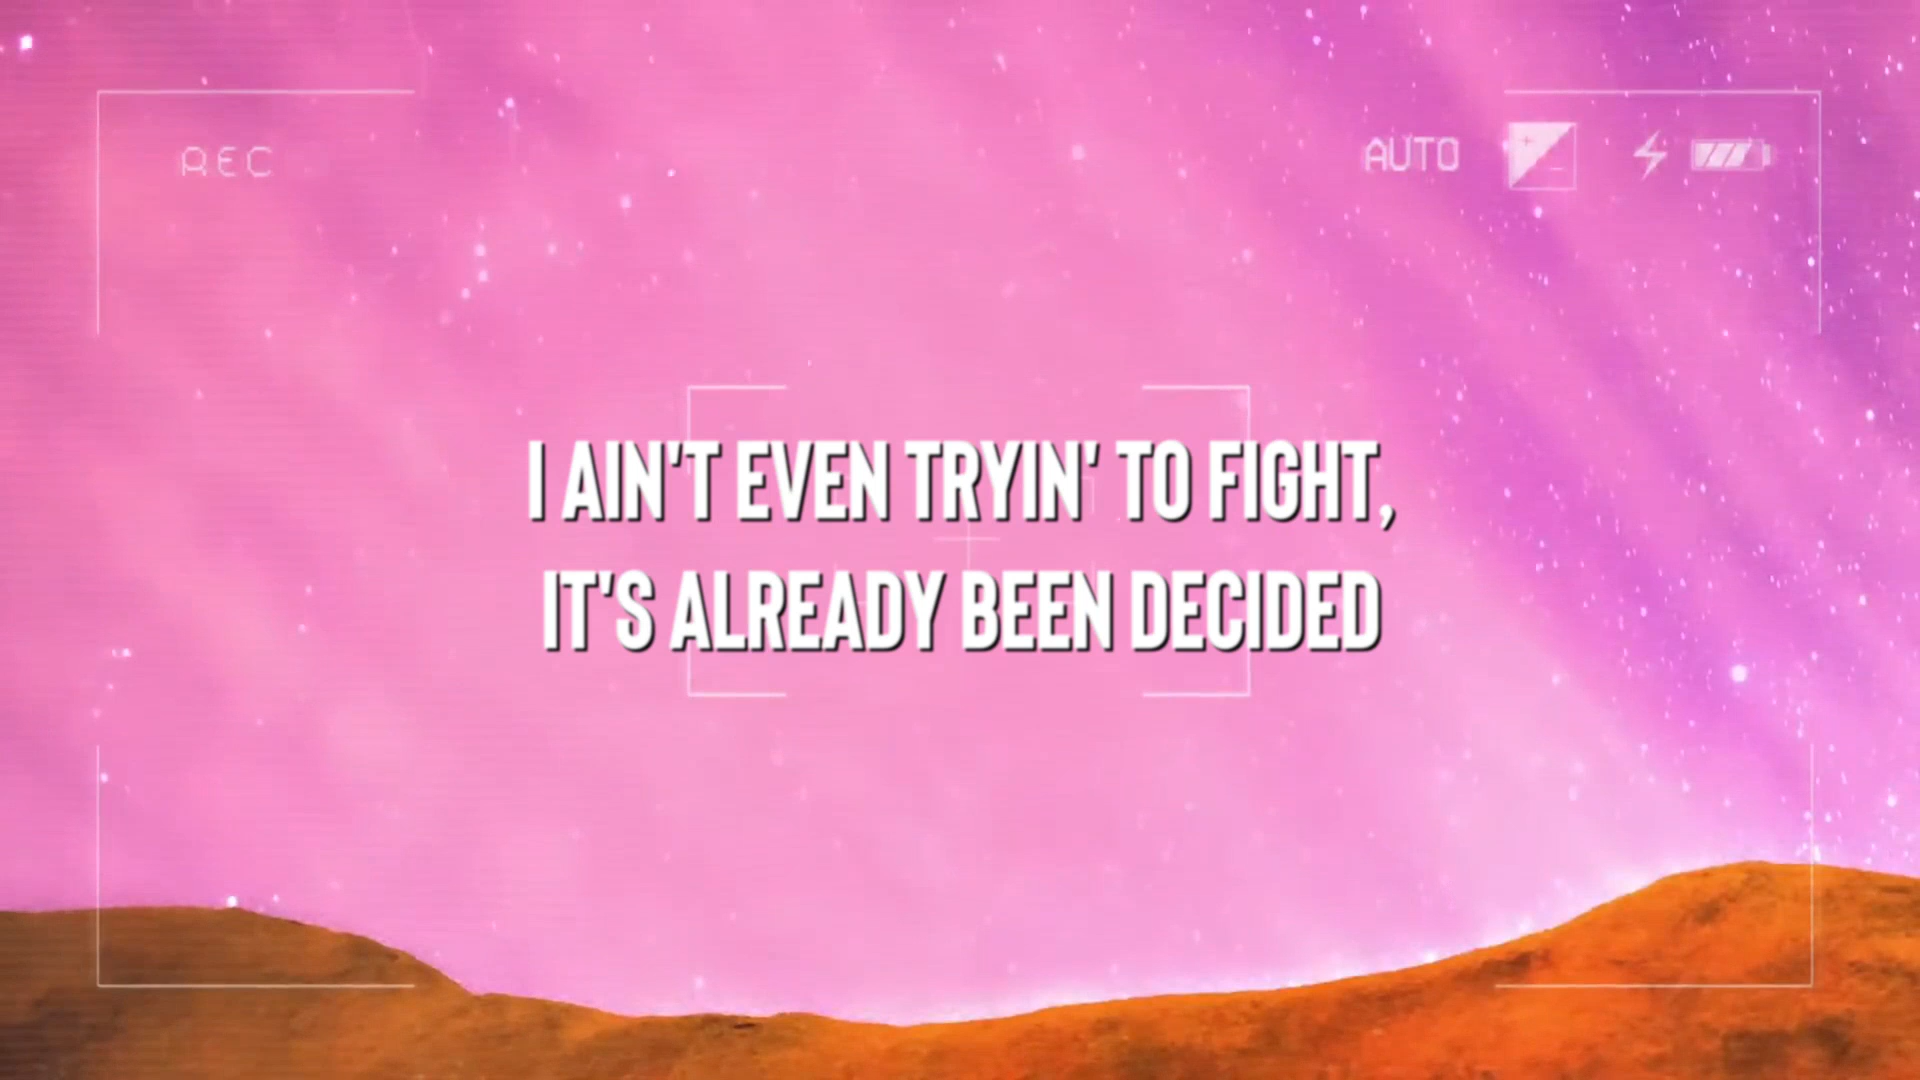 REC
AUTO
I AIN'T EVEN TRYIN' TO FIGHT,
IT'S ALREADY BEEN DECIDED